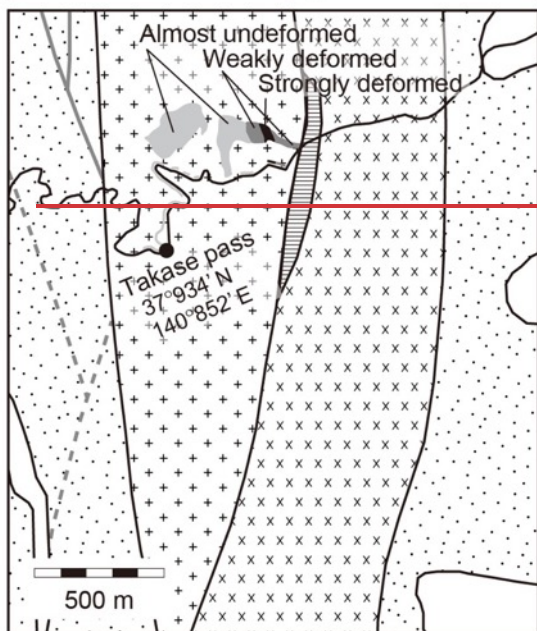 Almost undeformed
Weakly deformed
Strongly deformed
Takase pass
37°934' N
140°852' E
500 m